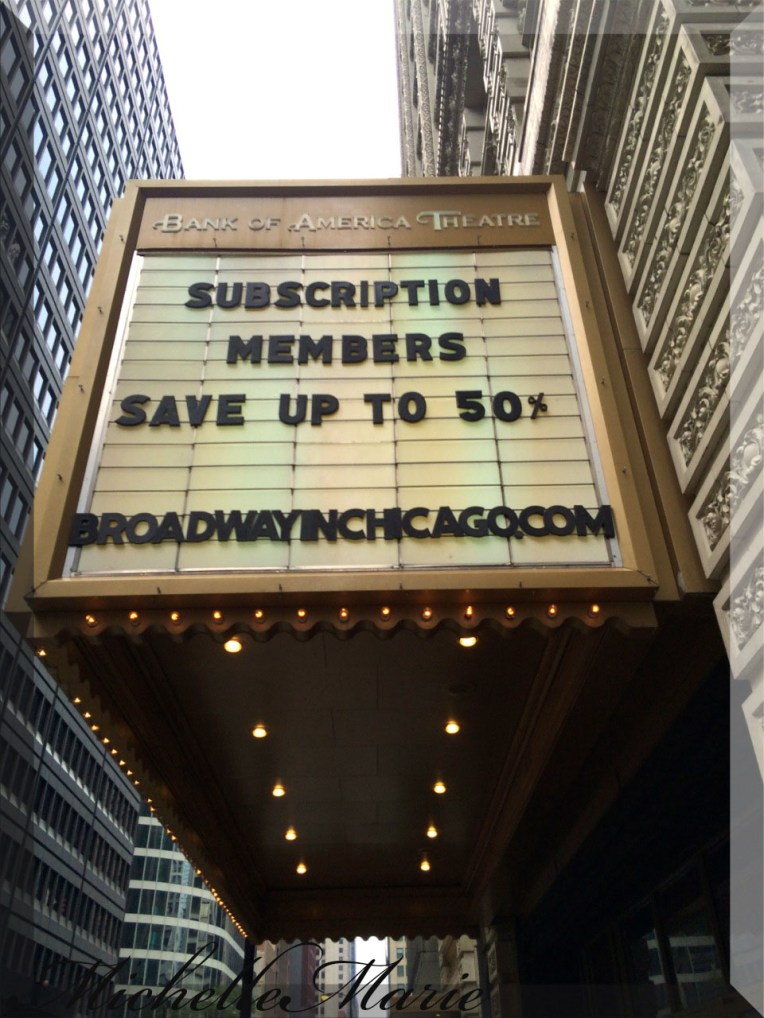 BANK OF AMERICA THEATRE
SUBSCRIPTION
MEMBERS
SAVE UP TO 50%
BROADWAYINCHICAGO.COM
Michelle Marie